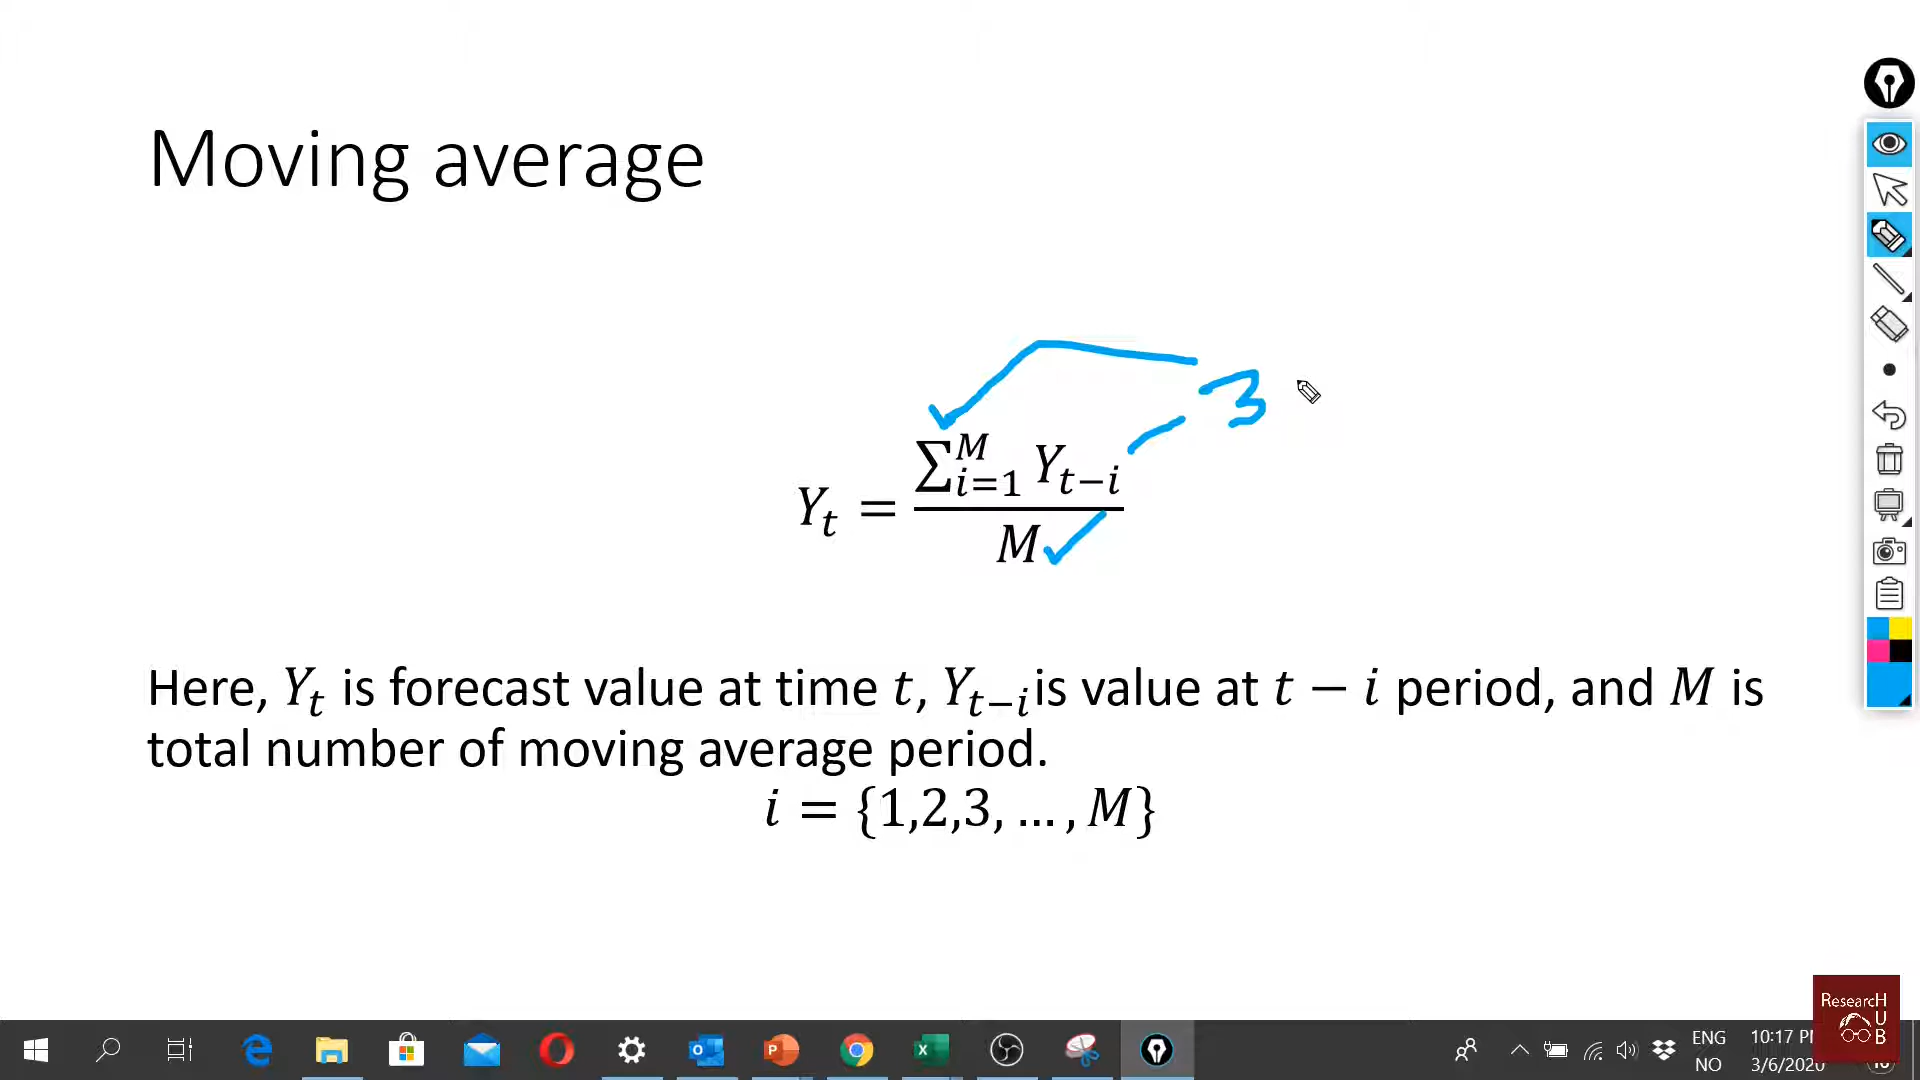 Moving average
3
Y_t = \frac{\sum_{i=1}^{M} Y_{t-i}}{M}
Here, Y_t is forecast value at time t, Y_{t-i} is value at t − i period, and M is
total number of moving average period.
i = {1,2,3, … , M}
ResearcH
U
B
ENG
NO
10:17 P
3/6/2020